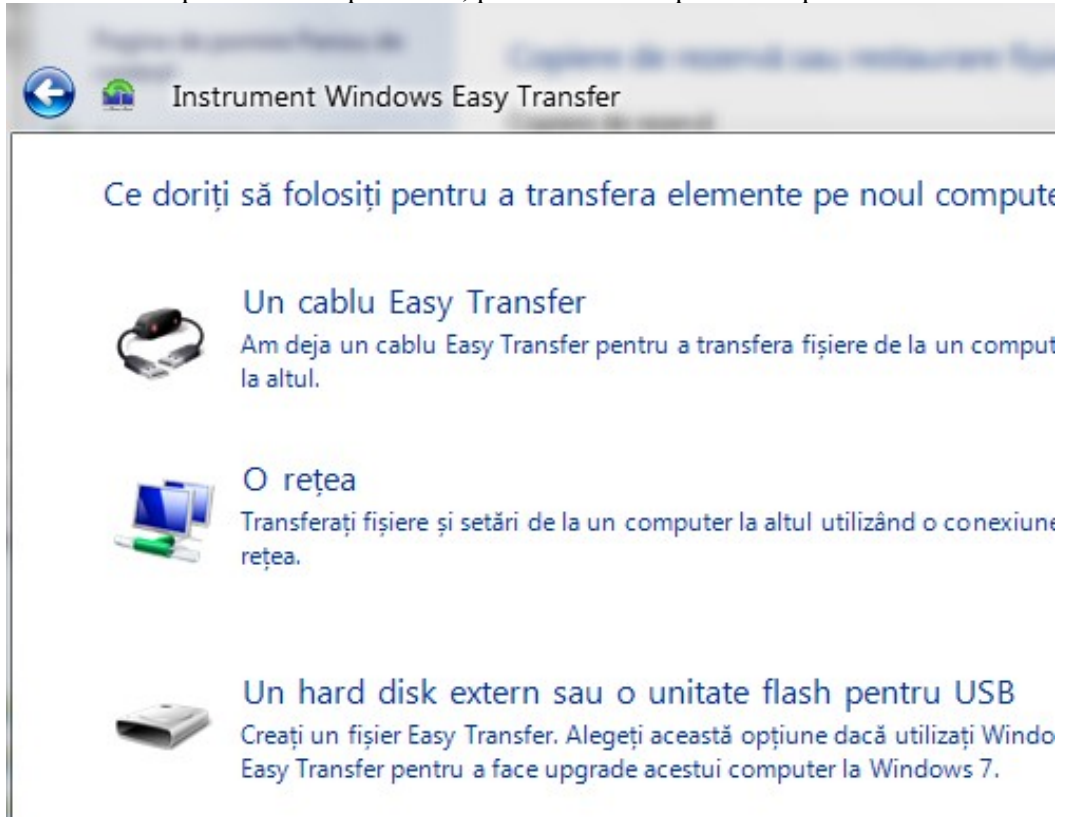 Instrument Windows Easy Transfer
Ce doriți să folosiți pentru a transfera elemente pe noul compute
Un cablu Easy Transfer
Am deja un cablu Easy Transfer pentru a transfera fișiere de la un comput
la altul.
O rețea
Transferați fișiere și setări de la un computer la altul utilizând o conexiune
rețea.
Un hard disk extern sau o unitate flash pentru USB
Creați un fișier Easy Transfer. Alegeți această opțiune dacă utilizați Windo
Easy Transfer pentru a face upgrade acestui computer la Windows 7.